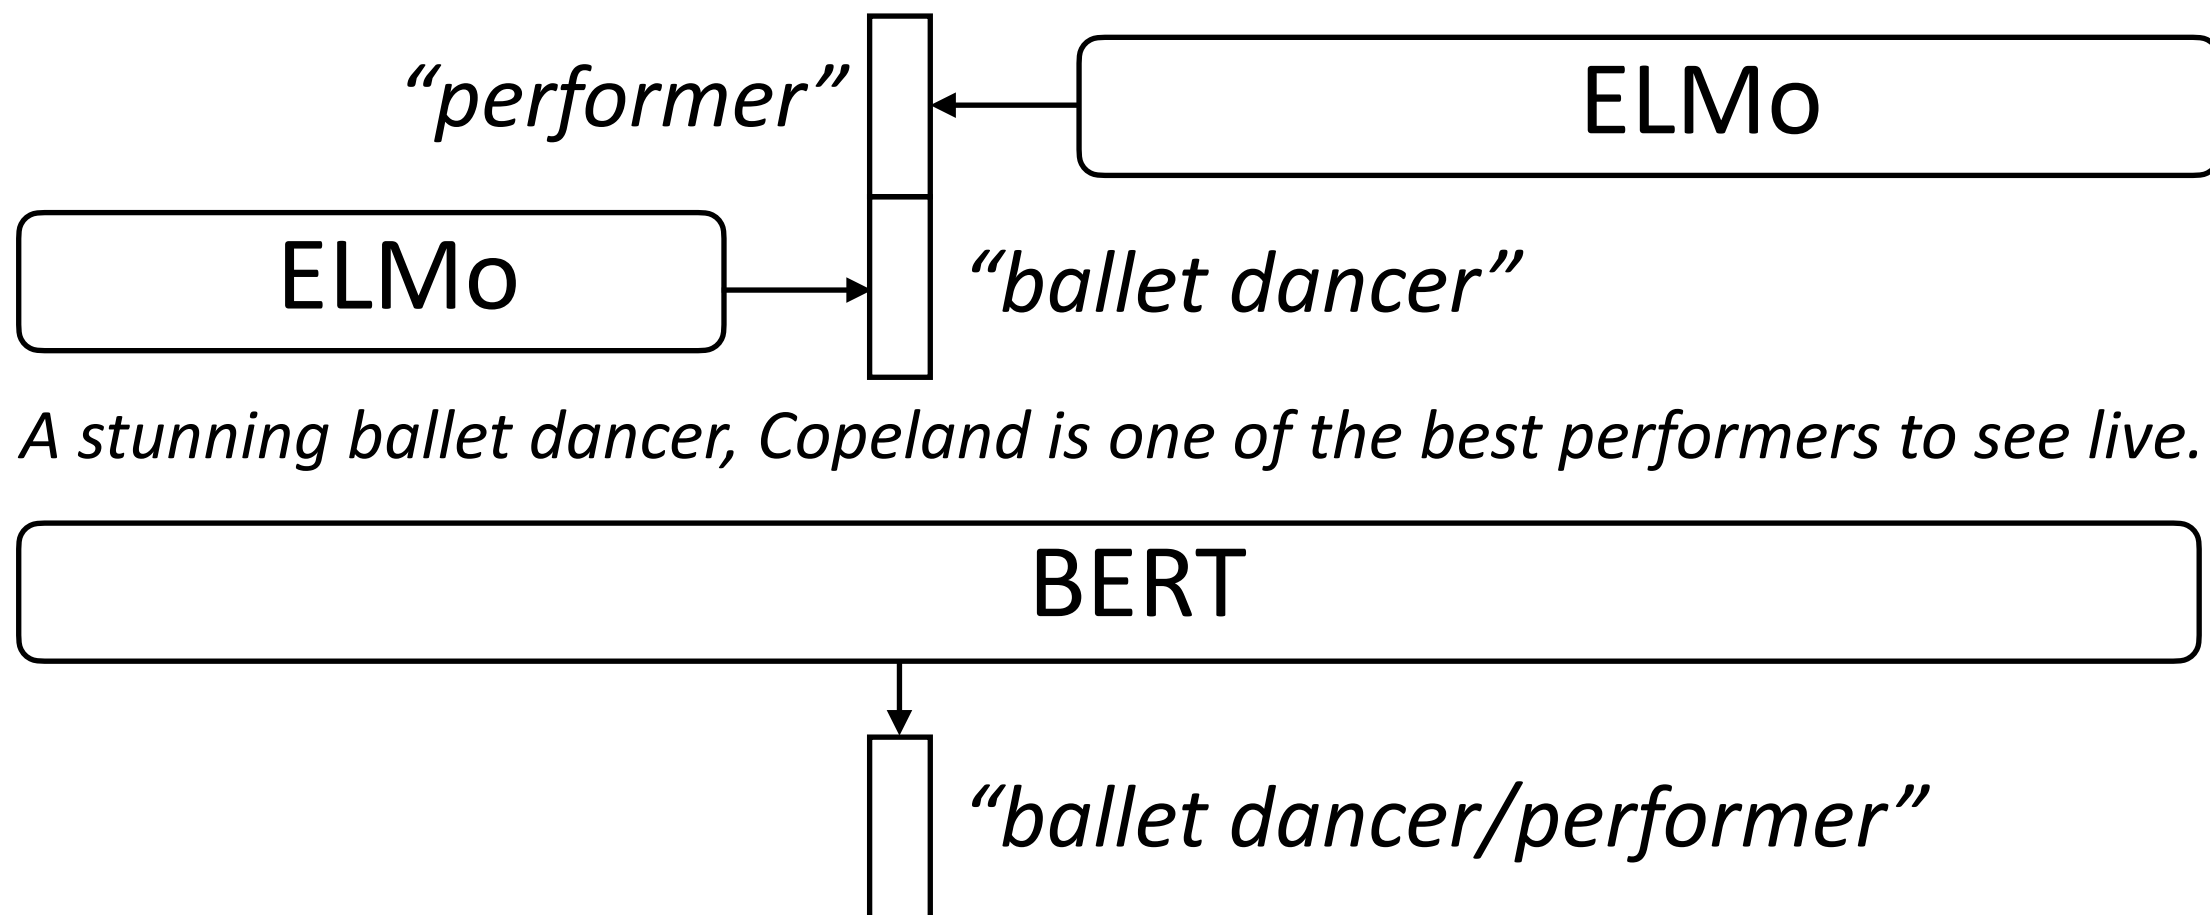 “performer”
ELMo
ELMo
“ballet dancer”
A stunning ballet dancer, Copeland is one of the best performers to see live.
BERT
“ballet dancer/performer”